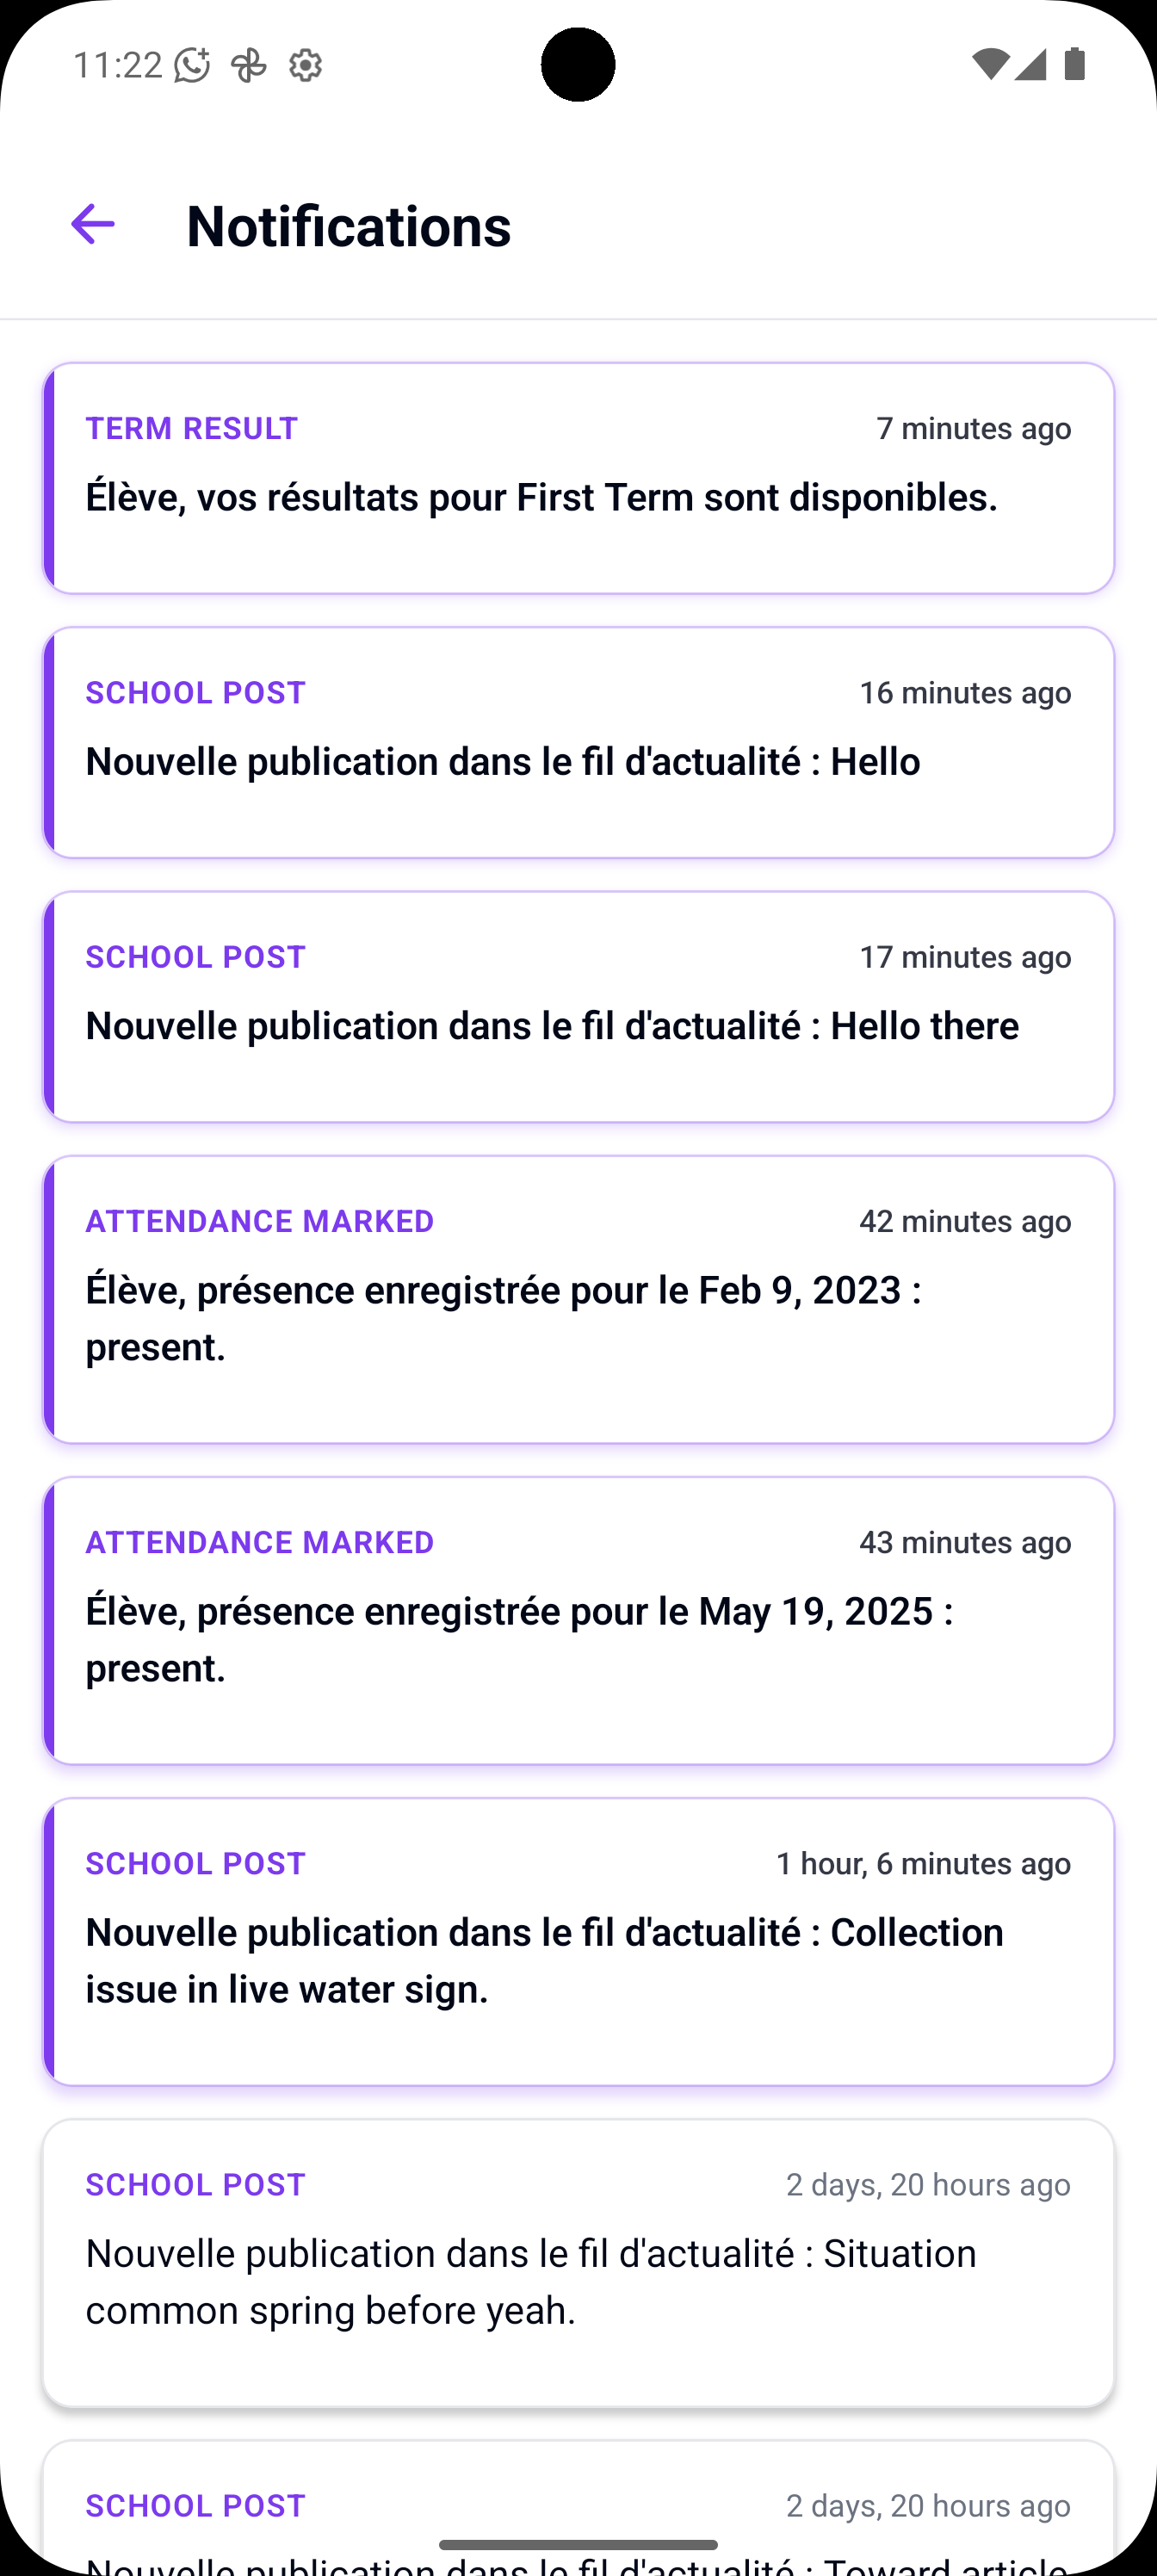 11:22
Notifications
TERM RESULT
7 minutes ago
Élève, vos résultats pour First Term sont disponibles.
SCHOOL POST
16 minutes ago
Nouvelle publication dans le fil d'actualité : Hello
SCHOOL POST
17 minutes ago
Nouvelle publication dans le fil d'actualité : Hello there
ATTENDANCE MARKED
42 minutes ago
Élève, présence enregistrée pour le Feb 9, 2023 :
present.
ATTENDANCE MARKED
43 minutes ago
Élève, présence enregistrée pour le May 19, 2025 :
present.
SCHOOL POST
1 hour, 6 minutes ago
Nouvelle publication dans le fil d'actualité : Collection
issue in live water sign.
SCHOOL POST
2 days, 20 hours ago
Nouvelle publication dans le fil d'actualité : Situation
common spring before yeah.
SCHOOL POST
2 days, 20 hours ago
Nouvelle publication dans le fil d'actualité : Toward article